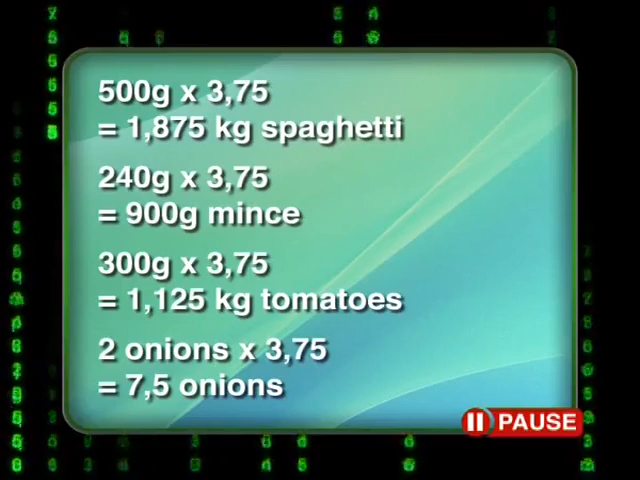 500g x 3,75
= 1,875 kg spaghetti
240g x 3,75
= 900g mince
300g x 3,75
= 1,125 kg tomatoes
2 onions x 3,75
= 7,5 onions
PAUSE